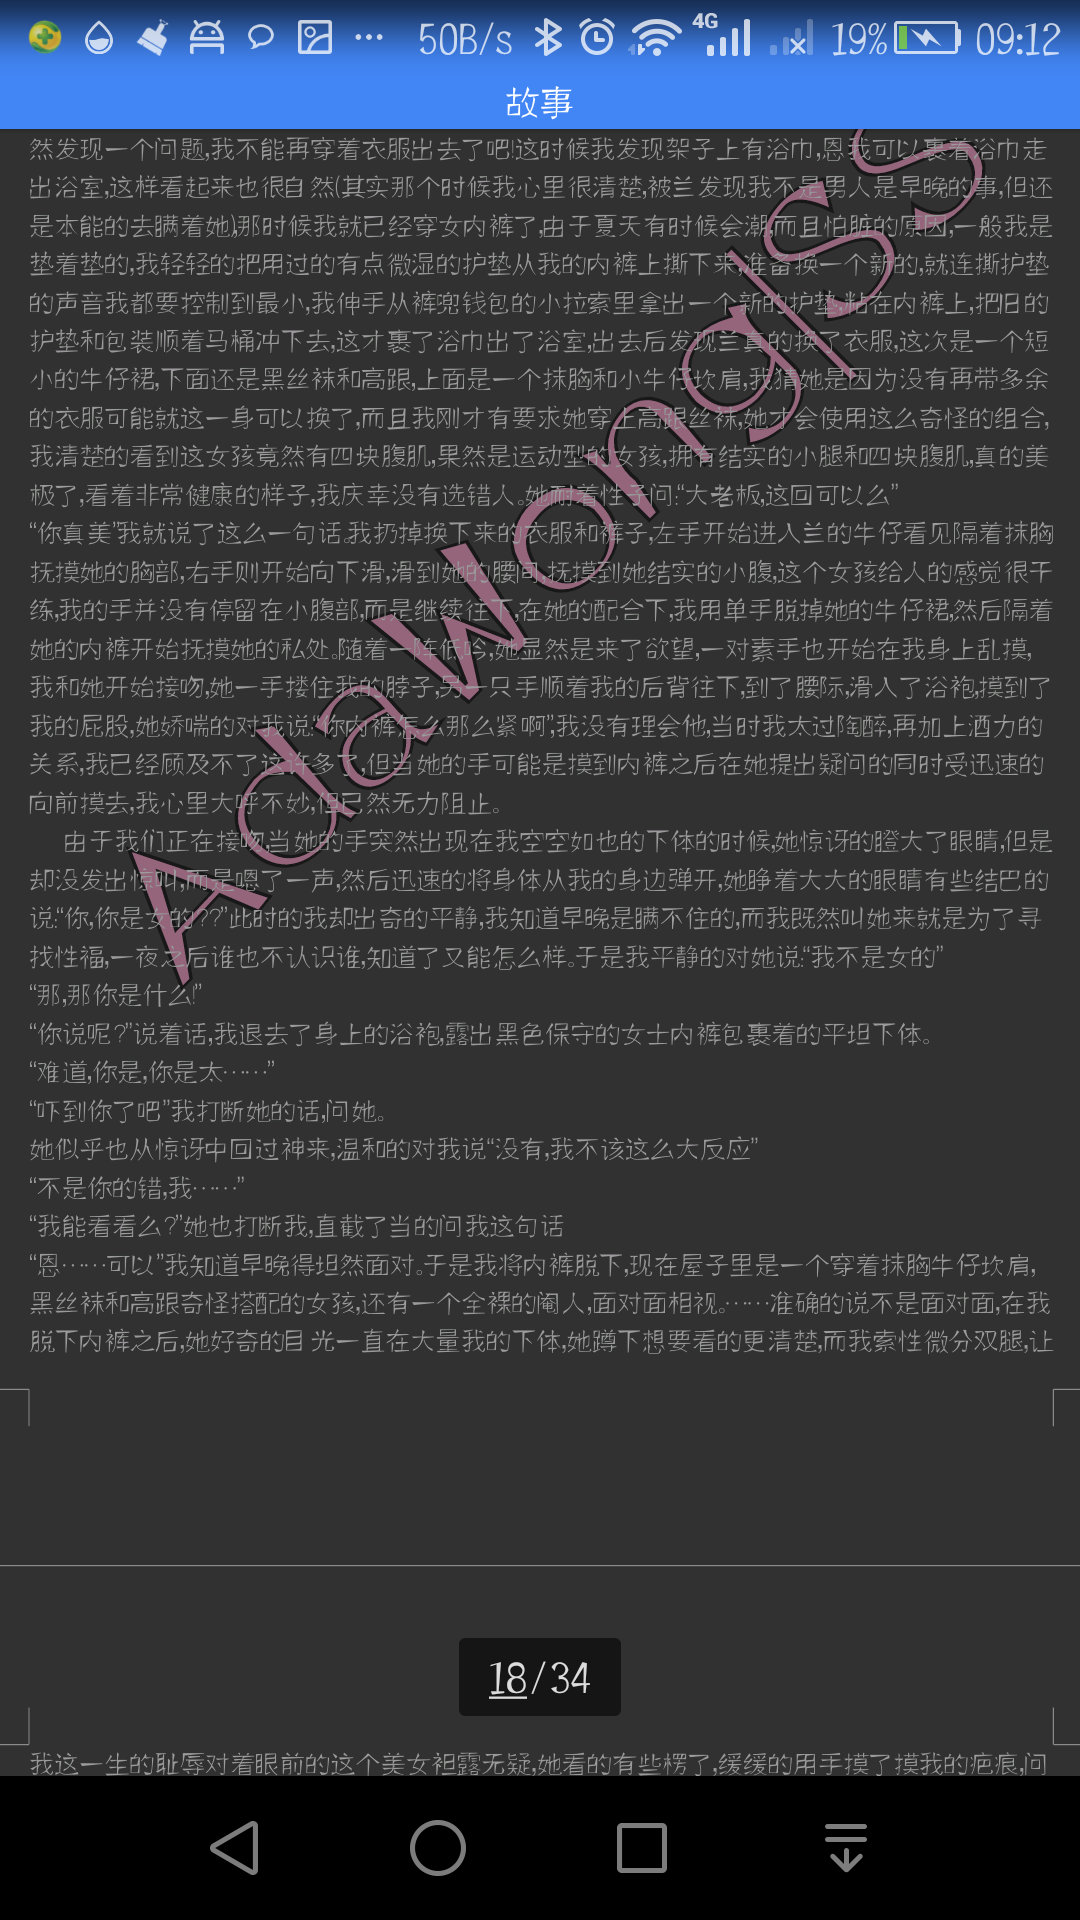 50B/s 4G 19% 09:12
故事
然发现一个问题,我不能再穿着衣服出去了吧!这时候我发现架子上有浴巾,恩我可以裹着浴巾走
出浴室,这样看起来也很自然(其实那个时候我心里很清楚,被兰发现我不是男人是早晚的事,但还
是本能的去瞒着她),那时候我就已经穿女内裤了,由于夏天有时候会潮,而且怕脏的原因,一般我是
垫着垫的,我轻轻的把用过的有点微湿的护垫从我的内裤上撕下来,准备换一个新的,就连撕护垫
的声音我都要控制到最小,我伸手从裤兜钱包的小拉索里拿出一个新的护垫,粘在内裤上,把旧的
护垫和包装顺着马桶冲下去,这才裹了浴巾出了浴室,出去后发现兰真的换了衣服,这次是一个短
小的牛仔裙,下面还是黑丝袜和高跟,上面是一个抹胸和小牛仔坎肩,我猜她是因为没有再带多余
的衣服可能就这一身可以换了,而且我刚才有要求她穿上高跟丝袜,她才会使用这么奇怪的组合,
我清楚的看到这女孩竟然有四块腹肌,果然是运动型的女孩,拥有结实的小腿和四块腹肌,真的美
极了,看着非常健康的样子,我庆幸没有选错人。她耐着性子问:“大老板,这回可以么”
“你真美”我就说了这么一句话。我扔掉换下来的衣服和裤子,左手开始进入兰的牛仔看见隔着抹胸
抚摸她的胸部,右手则开始向下滑,滑到她的腰间,抚摸到她结实的小腹,这个女孩给人的感觉很干
练,我的手并没有停留在小腹部,而是继续往下,在她的配合下,我用单手脱掉她的牛仔裙,然后隔着
她的内裤开始抚摸她的私处。随着一阵低吟,她显然是来了欲望,一对素手也开始在我身上乱摸,
我和她开始接吻,她一手搂住我的脖子,另一只手顺着我的后背往下,到了腰际,滑入了浴袍,摸到了
我的屁股,她娇喘的对我说:“你内裤怎么那么紧啊”,我没有理会他,当时我太过陶醉,再加上酒力的
关系,我已经顾及不了这许多了,但当她的手可能是摸到内裤之后在她提出疑问的同时受迅速的
向前摸去,我心里大呼不妙,但已然无力阻止。
由于我们正在接吻,当她的手突然出现在我空空如也的下体的时候,她惊讶的瞪大了眼睛,但是
却没发出惊叫,而是嗯了一声,然后迅速的将身体从我的身边弹开,她睁着大大的眼睛有些结巴的
说:“你,你是女的??”此时的我却出奇的平静,我知道早晚是瞒不住的,而我既然叫她来就是为了寻
找性福,一夜之后谁也不认识谁,知道了又能怎么样。于是我平静的对她说:“我不是女的”
“那,那你是什么!”
“你说呢?”说着话,我退去了身上的浴袍,露出黑色保守的女士内裤包裹着的平坦下体。
“难道,你是,你是太……”
“吓到你了吧”我打断她的话,问她。
她似乎也从惊讶中回过神来,温和的对我说“没有,我不该这么大反应”
“不是你的错,我……”
“我能看看么?”她也打断我,直截了当的问我这句话
“恩……可以”我知道早晚得坦然面对。于是我将内裤脱下,现在屋子里是一个穿着抹胸牛仔坎肩,
黑丝袜和高跟奇怪搭配的女孩,还有一个全裸的阉人,面对面相视。……准确的说不是面对面,在我
脱下内裤之后,她好奇的目光一直在大量我的下体,她蹲下想要看的更清楚,而我索性微分双腿,让
18/34
我这一生的耻辱对着眼前的这个美女袒露无疑,她看的有些楞了,缓缓的用手摸了摸我的疤痕,问